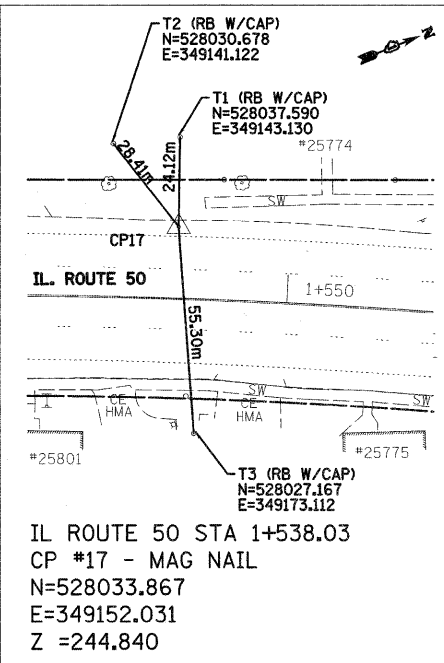 T2 (RB W/CAP)
N=528030.678
E=349141.122
Z
T1 (RB W/CAP)
N=528037.590
E=349143.130
#25774
28.41m
24.12m
SW
CP17
IL. ROUTE 50
1+550
55.30m
SW
SW
CE
HMA
CE
HMA
#25801
#25775
T3 (RB W/CAP)
N=528027.167
E=349173.112
IL ROUTE 50 STA 1+538.03
CP #17 - MAG NAIL
N=528033.867
E=349152.031
Z =244.840